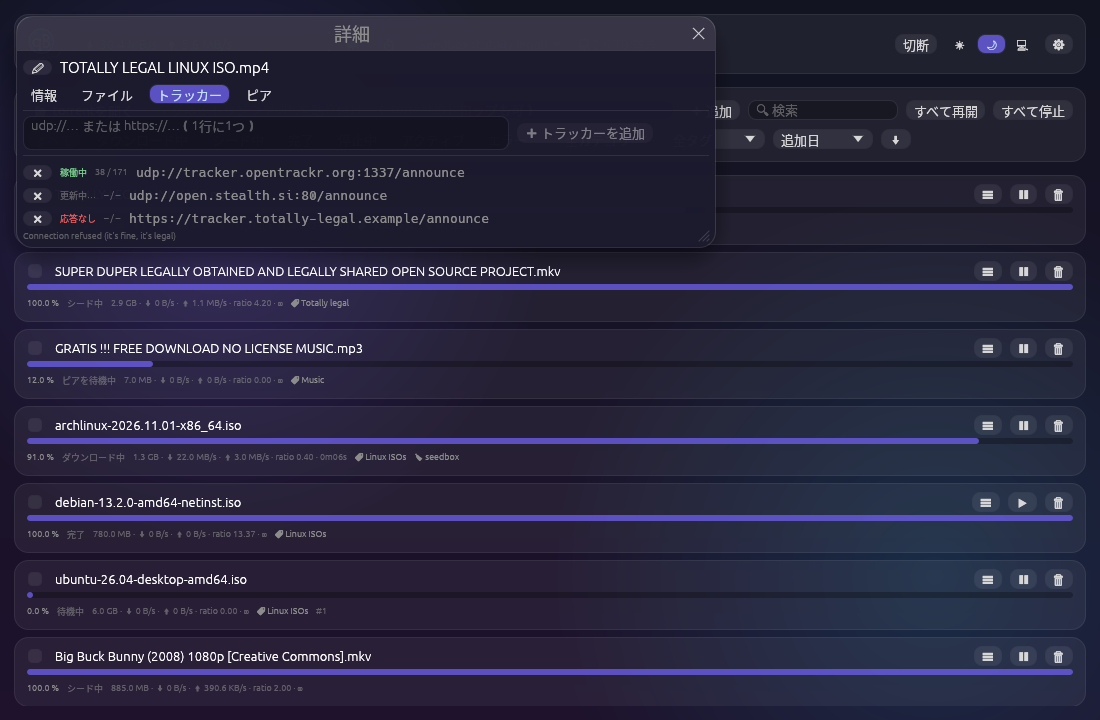 詳細
切断
TOTALLY LEGAL LINUX ISO.mp4
情報 ファイル トラッカー ピア
udp://… または https://… ( 1行に1つ )
+ トラッカーを追加
追加 検索 すべて再開 すべて停止
追加日
稼働中 38 / 171 udp://tracker.opentrackr.org:1337/announce
更新中… −/− udp://open.stealth.si:80/announce
応答なし −/− https://tracker.totally-legal.example/announce
Connection refused (it's fine, it's legal)
SUPER DUPER LEGALLY OBTAINED AND LEGALLY SHARED OPEN SOURCE PROJECT.mkv
100.0 % シード中 2.9 GB · 0 B/s · 1.1 MB/s · ratio 4.20 · ∞ Totally legal
GRATIS !!! FREE DOWNLOAD NO LICENSE MUSIC.mp3
12.0 % ピアを待機中 7.0 MB · 0 B/s · 0 B/s · ratio 0.00 · ∞ Music
archlinux-2026.11.01-x86_64.iso
91.0 % ダウンロード中 1.3 GB · 22.0 MB/s · 3.0 MB/s · ratio 0.40 · 0m06s Linux ISOs seedbox
debian-13.2.0-amd64-netinst.iso
100.0 % 完了 780.0 MB · 0 B/s · 0 B/s · ratio 13.37 · ∞ Linux ISOs
ubuntu-26.04-desktop-amd64.iso
0.0 % 待機中 6.0 GB · 0 B/s · 0 B/s · ratio 0.00 · ∞ Linux ISOs #1
Big Buck Bunny (2008) 1080p [Creative Commons].mkv
100.0 % シード中 885.0 MB · 0 B/s · 390.6 KB/s · ratio 2.00 · ∞